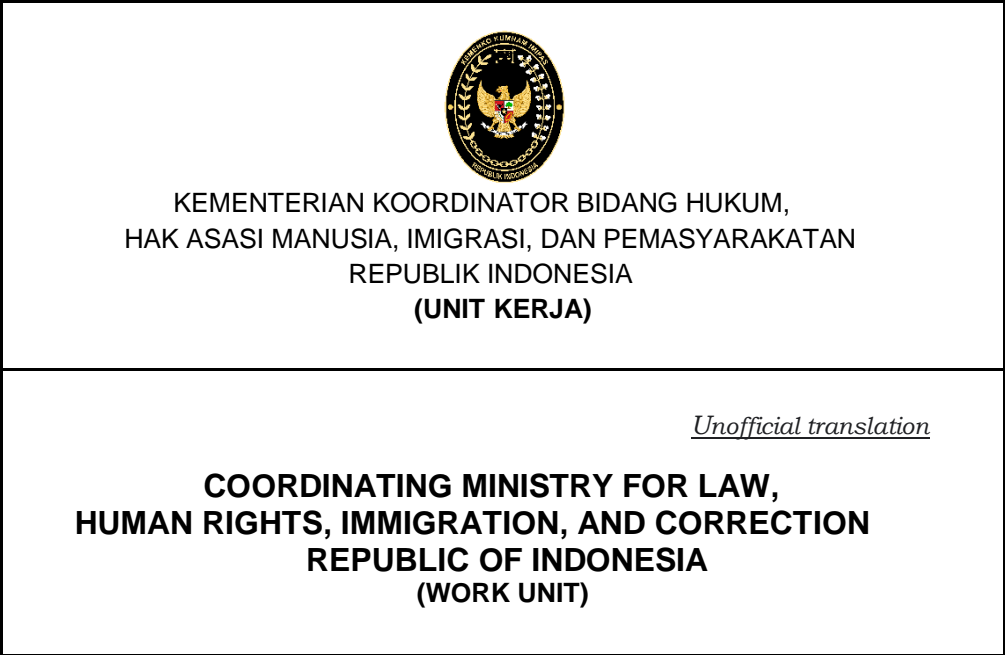 KEMENKO KUMHAM IMIPAS
REPUBLIK INDONESIA
KEMENTERIAN KOORDINATOR BIDANG HUKUM,
HAK ASASI MANUSIA, IMIGRASI, DAN PEMASYARAKATAN
REPUBLIK INDONESIA
(UNIT KERJA)
Unofficial translation
COORDINATING MINISTRY FOR LAW,
HUMAN RIGHTS, IMMIGRATION, AND CORRECTION
REPUBLIC OF INDONESIA
(WORK UNIT)